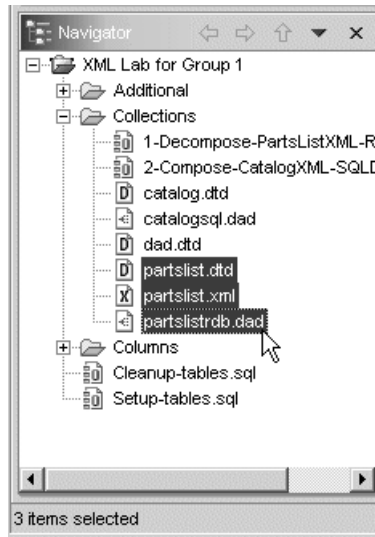 Navigator
XML Lab for Group 1
Additional
Collections
1-Decompose-PartsListXML-R
2-Compose-CatalogXML-SQLD
catalog.dtd
catalogsql.dad
dad.dtd
partslist.dtd
partslist.xml
partslistrdb.dad
Columns
Cleanup-tables.sql
Setup-tables.sql
3 items selected